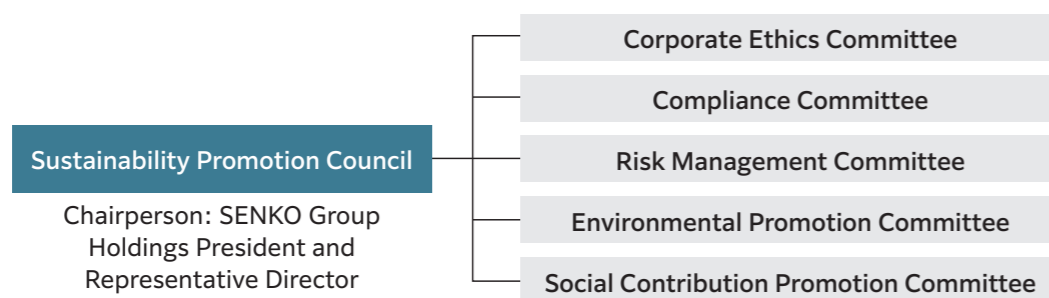 Sustainability Promotion Council
Chairperson: SENKO Group
Holdings President and
Representative Director
Corporate Ethics Committee
Compliance Committee
Risk Management Committee
Environmental Promotion Committee
Social Contribution Promotion Committee